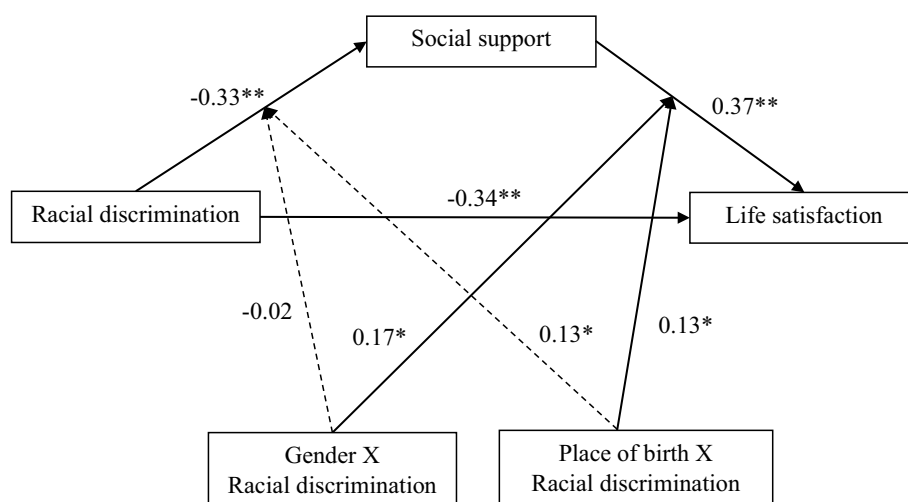 Social support
-0.33**
0.37**
Racial discrimination
-0.34**
Life satisfaction
-0.02
0.17*
0.13*
0.13*
Gender X
Racial discrimination
Place of birth X
Racial discrimination